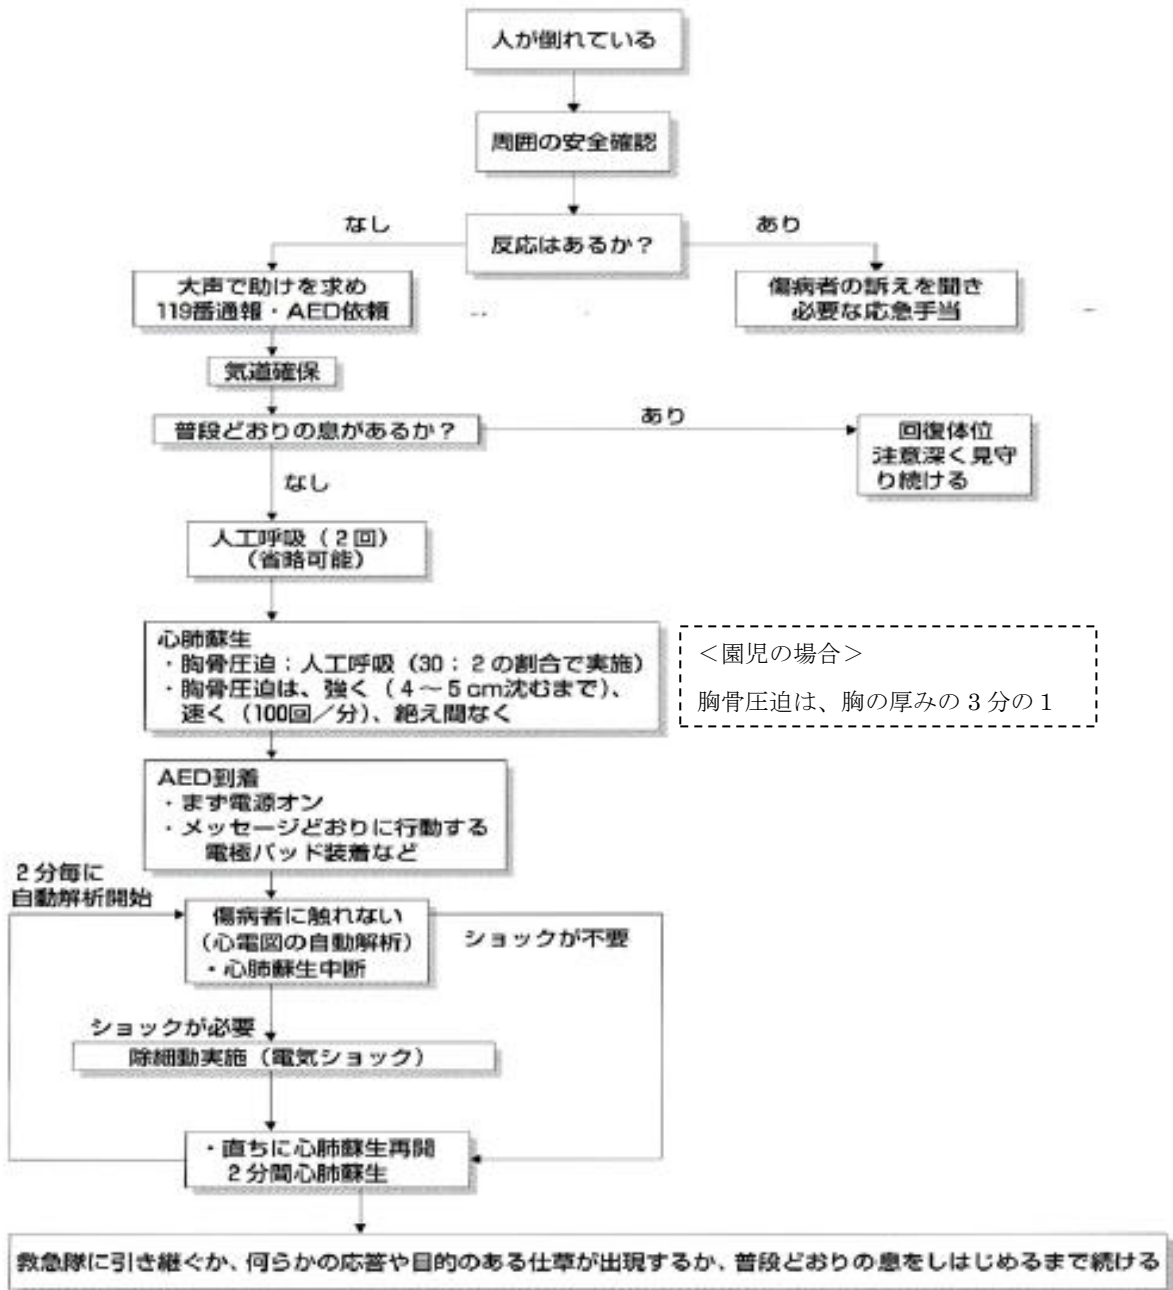 人が倒れている
周囲の安全確認
反応はあるか？
なし
あり
大声で助けを求め
119番通報・AED依頼
傷病者の訴えを聞き
必要な応急手当
気道確保
普段どおりの息があるか？
あり
回復体位
注意深く見守
り続ける
なし
人工呼吸（２回）
（省略可能）
心肺蘇生
・胸骨圧迫；人工呼吸（30：２の割合で実施）
・胸骨圧迫は、強く（４～５cm沈むまで）、
速く（100回／分）、絶え間なく
＜園児の場合＞
胸骨圧迫は、胸の厚みの３分の１
AED到着
・まず電源オン
・メッセージどおりに行動する
電極パッド装着など
２分毎に
自動解析開始
傷病者に触れない
（心電図の自動解析）
・心肺蘇生中断
ショックが不要
ショックが必要
除細動実施（電気ショック）
・直ちに心肺蘇生再開
２分間心肺蘇生
救急隊に引き継ぐか、何らかの応答や目的のある仕草が出現するか、普段どおりの息をしはじめるまで続ける